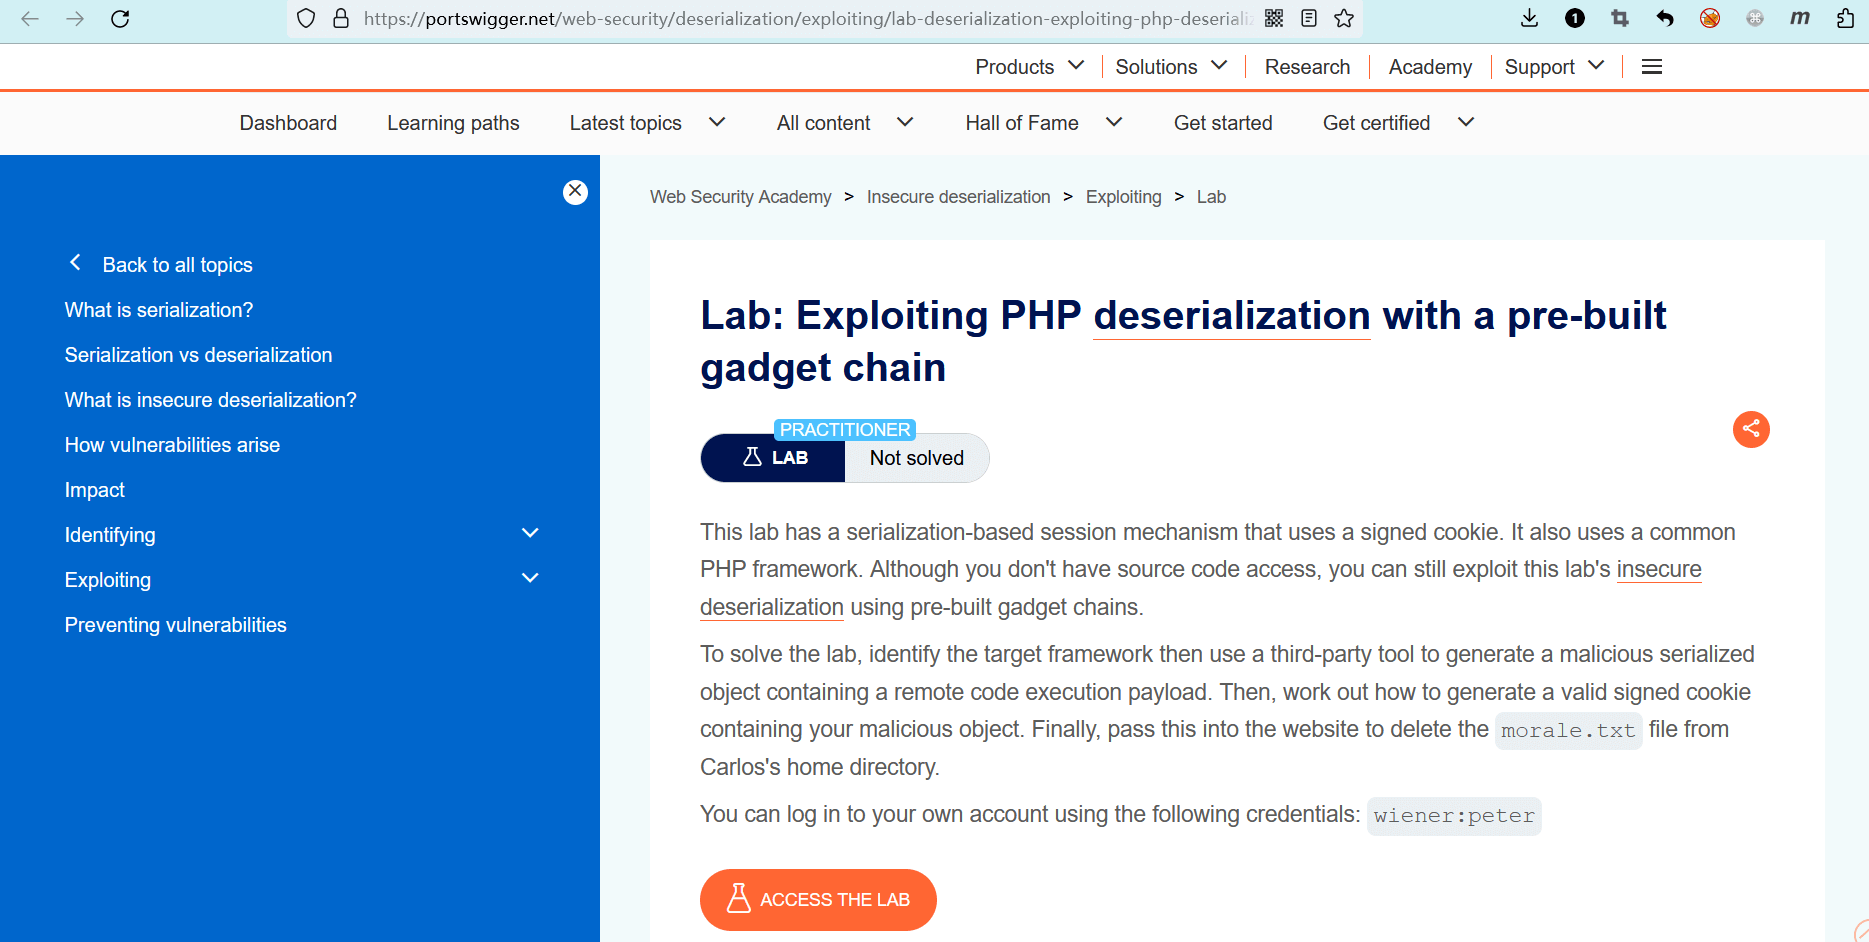 https://portswigger.net/web-security/deserialization/exploiting/lab-deserialization-exploiting-php-deseriali
1
m
Products
Solutions
Research
Academy
Support
Dashboard
Learning paths
Latest topics
All content
Hall of Fame
Get started
Get certified
Back to all topics
What is serialization?
Serialization vs deserialization
What is insecure deserialization?
How vulnerabilities arise
Impact
Identifying
Exploiting
Preventing vulnerabilities
Web Security Academy > Insecure deserialization > Exploiting > Lab
Lab: Exploiting PHP deserialization with a pre-built
gadget chain
PRACTITIONER
LAB
Not solved
This lab has a serialization-based session mechanism that uses a signed cookie. It also uses a common
PHP framework. Although you don't have source code access, you can still exploit this lab's insecure
deserialization using pre-built gadget chains.
To solve the lab, identify the target framework then use a third-party tool to generate a malicious serialized
object containing a remote code execution payload. Then, work out how to generate a valid signed cookie
containing your malicious object. Finally, pass this into the website to delete the morale.txt file from
Carlos's home directory.
You can log in to your own account using the following credentials: wiener:peter
ACCESS THE LAB